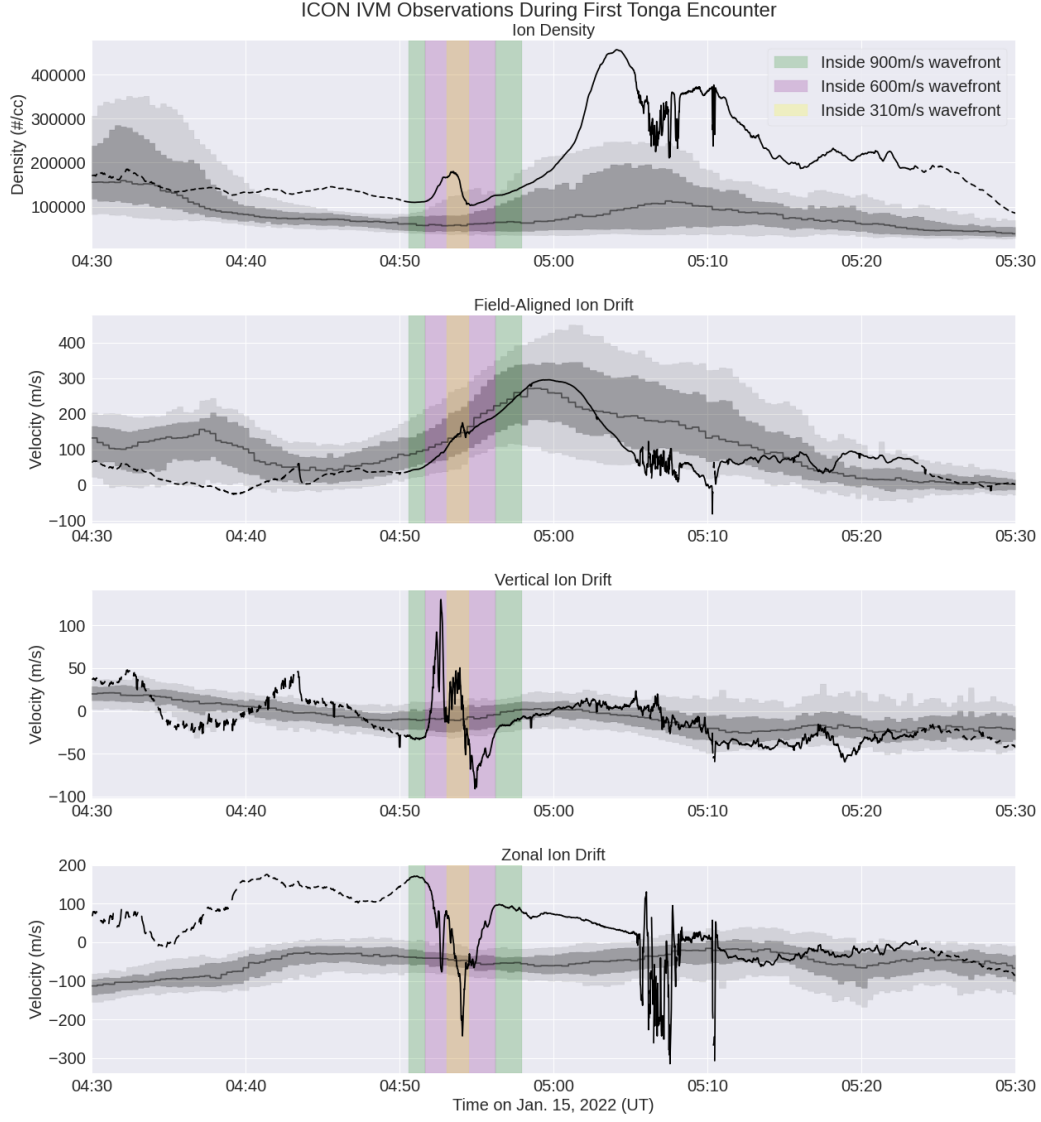 ICON IVM Observations During First Tonga Encounter
Ion Density
Density (#/cc)
400000
300000
200000
100000
Inside 900m/s wavefront
Inside 600m/s wavefront
Inside 310m/s wavefront
04:30 04:40 04:50 05:00 05:10 05:20 05:30
Field-Aligned Ion Drift
Velocity (m/s)
400
300
200
100
0
−100
04:30 04:40 04:50 05:00 05:10 05:20 05:30
Vertical Ion Drift
Velocity (m/s)
100
50
0
−50
−100
04:30 04:40 04:50 05:00 05:10 05:20 05:30
Zonal Ion Drift
Velocity (m/s)
200
100
0
−100
−200
−300
04:30 04:40 04:50 05:00 05:10 05:20 05:30
Time on Jan. 15, 2022 (UT)